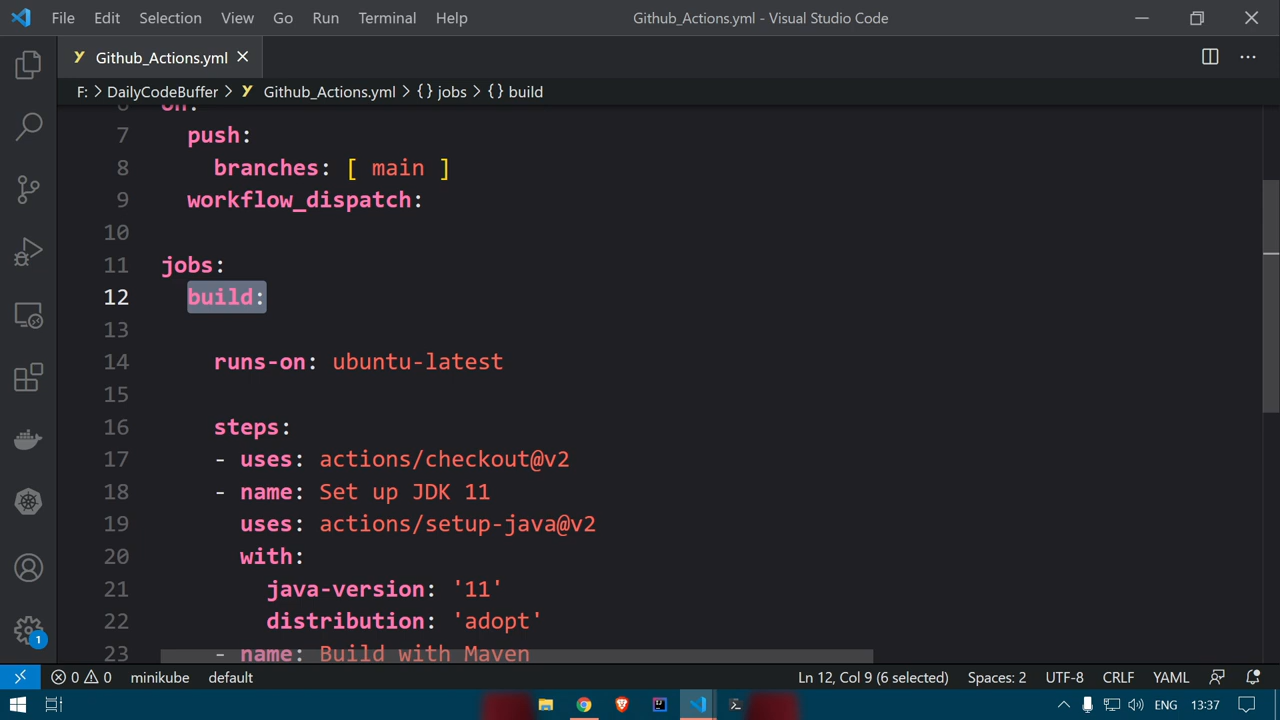 File Edit Selection View Go Run Terminal Help Github_Actions.yml - Visual Studio Code
Github_Actions.yml
F: > DailyCodeBuffer > Github_Actions.yml > {} jobs > {} build
6 on:
7 push:
8 branches: [ main ]
9 workflow_dispatch:
10
11 jobs:
12 build:
13
14 runs-on: ubuntu-latest
15
16 steps:
17 - uses: actions/checkout@v2
18 - name: Set up JDK 11
19 uses: actions/setup-java@v2
20 with:
21 java-version: '11'
22 distribution: 'adopt'
23 - name: Build with Maven
1
0 0 minikube default Ln 12, Col 9 (6 selected) Spaces: 2 UTF-8 CRLF YAML
ENG 13:37